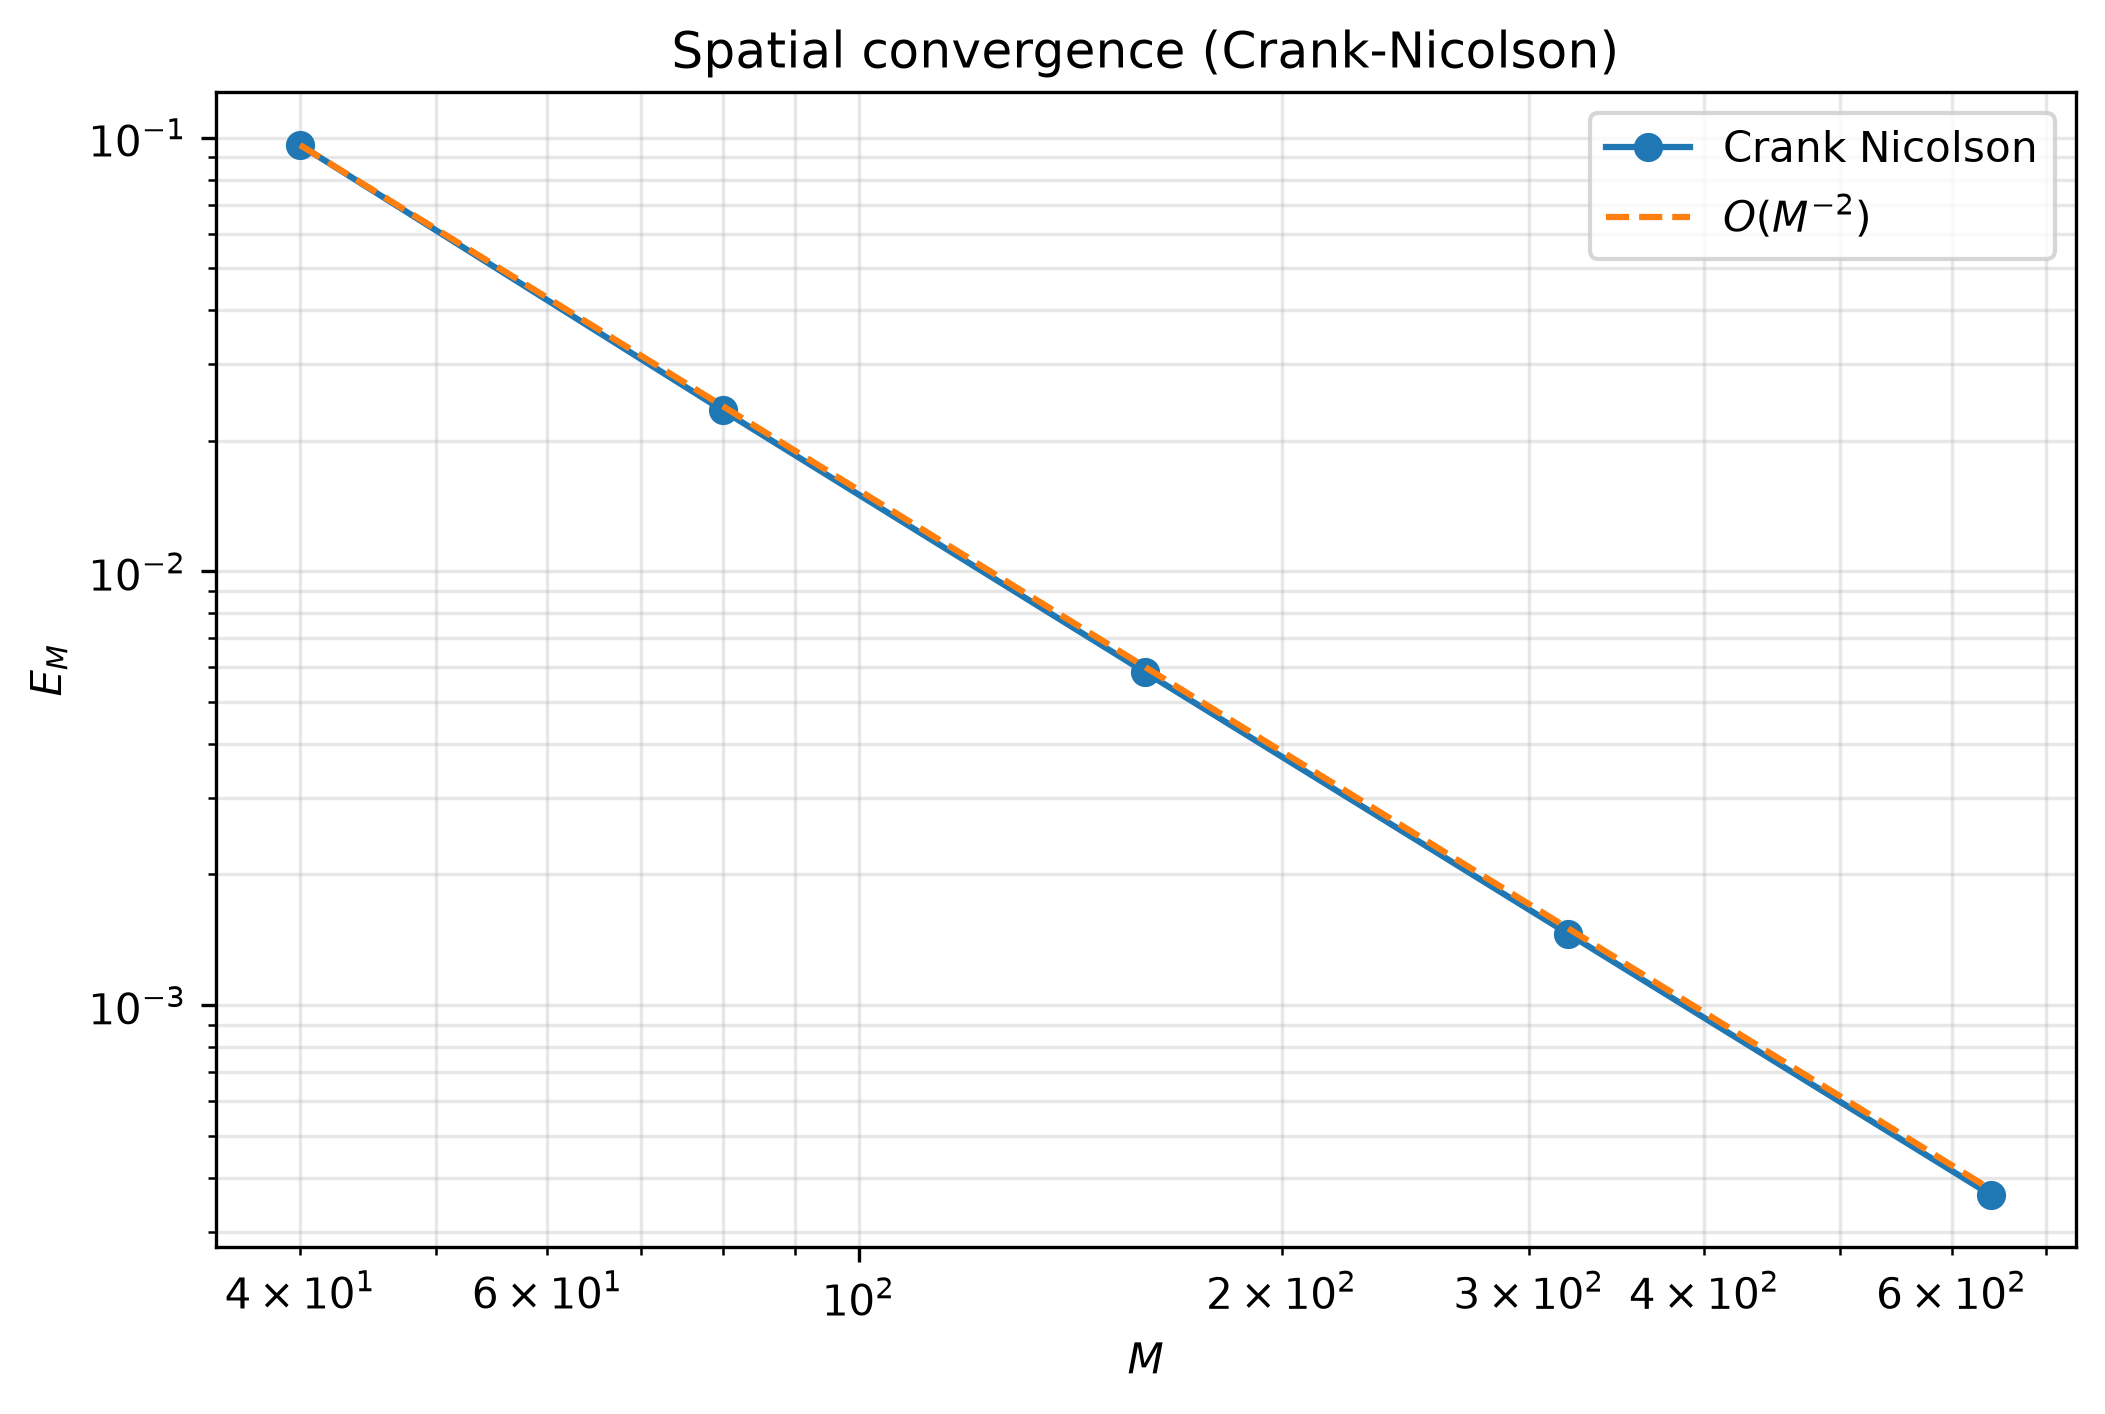 Spatial convergence (Crank-Nicolson)
Crank Nicolson
O(M⁻²)
10⁻¹
10⁻²
10⁻³
E_M
4 × 10¹
6 × 10¹
10²
2 × 10²
3 × 10²
4 × 10²
6 × 10²
M